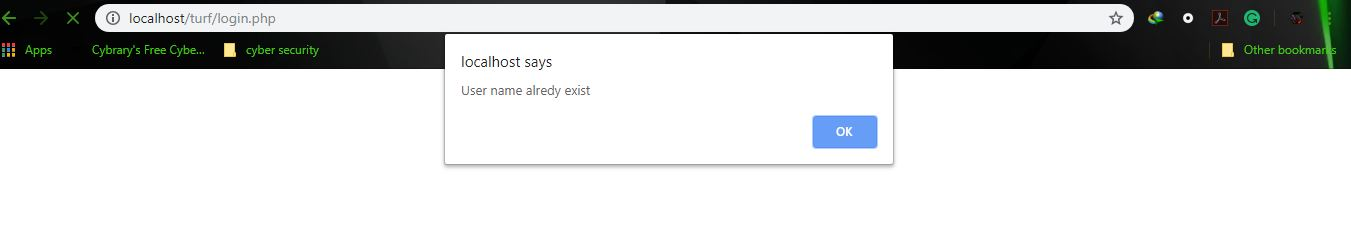 localhost/turf/login.php
Apps Cybrary's Free Cybe... cyber security Other bookmarks
localhost says
User name alredy exist
OK